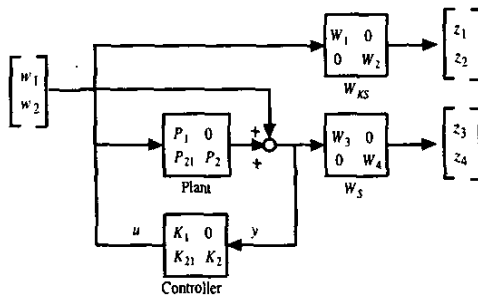 w1
w2
W1 0
0 W2
WKS
z1
z2
P1 0
P21 P2
Plant
+
+
W3 0
0 W4
WS
z3
z4
u
K1 0
K21 K2
y
Controller